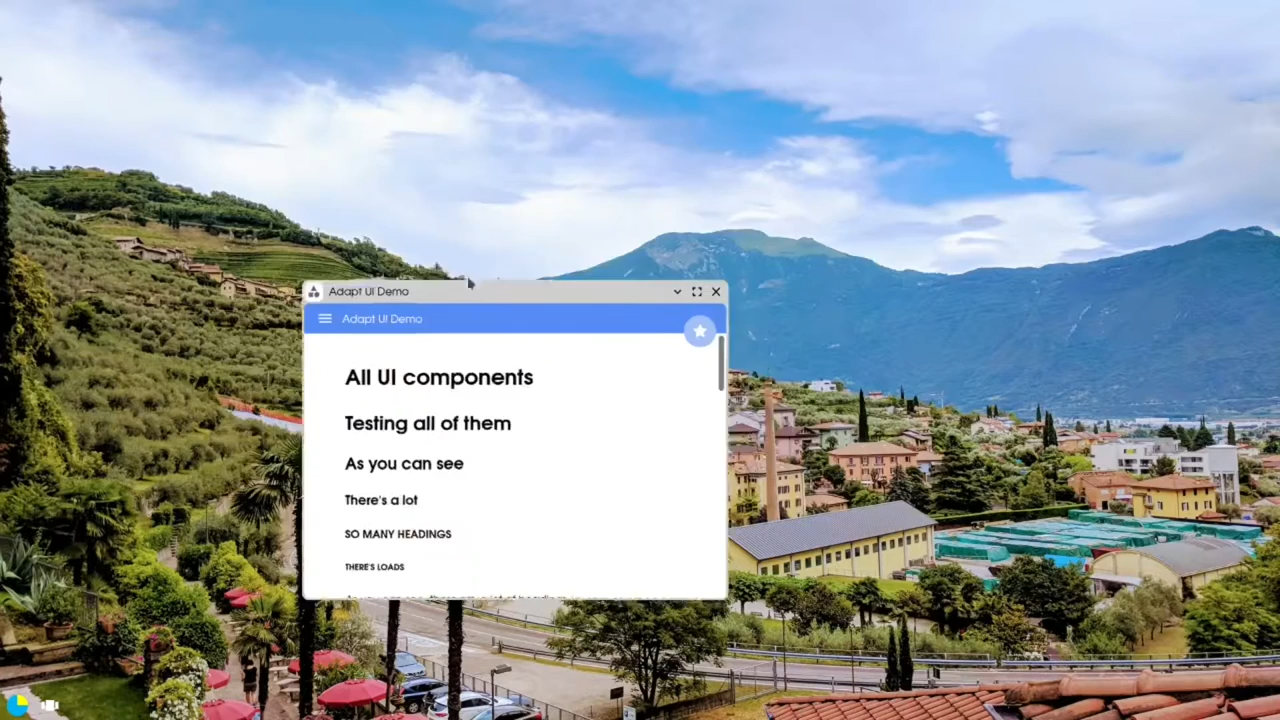 Adapt UI Demo
Adapt UI Demo
All UI components
Testing all of them
As you can see
There's a lot
SO MANY HEADINGS
THERE'S LOADS